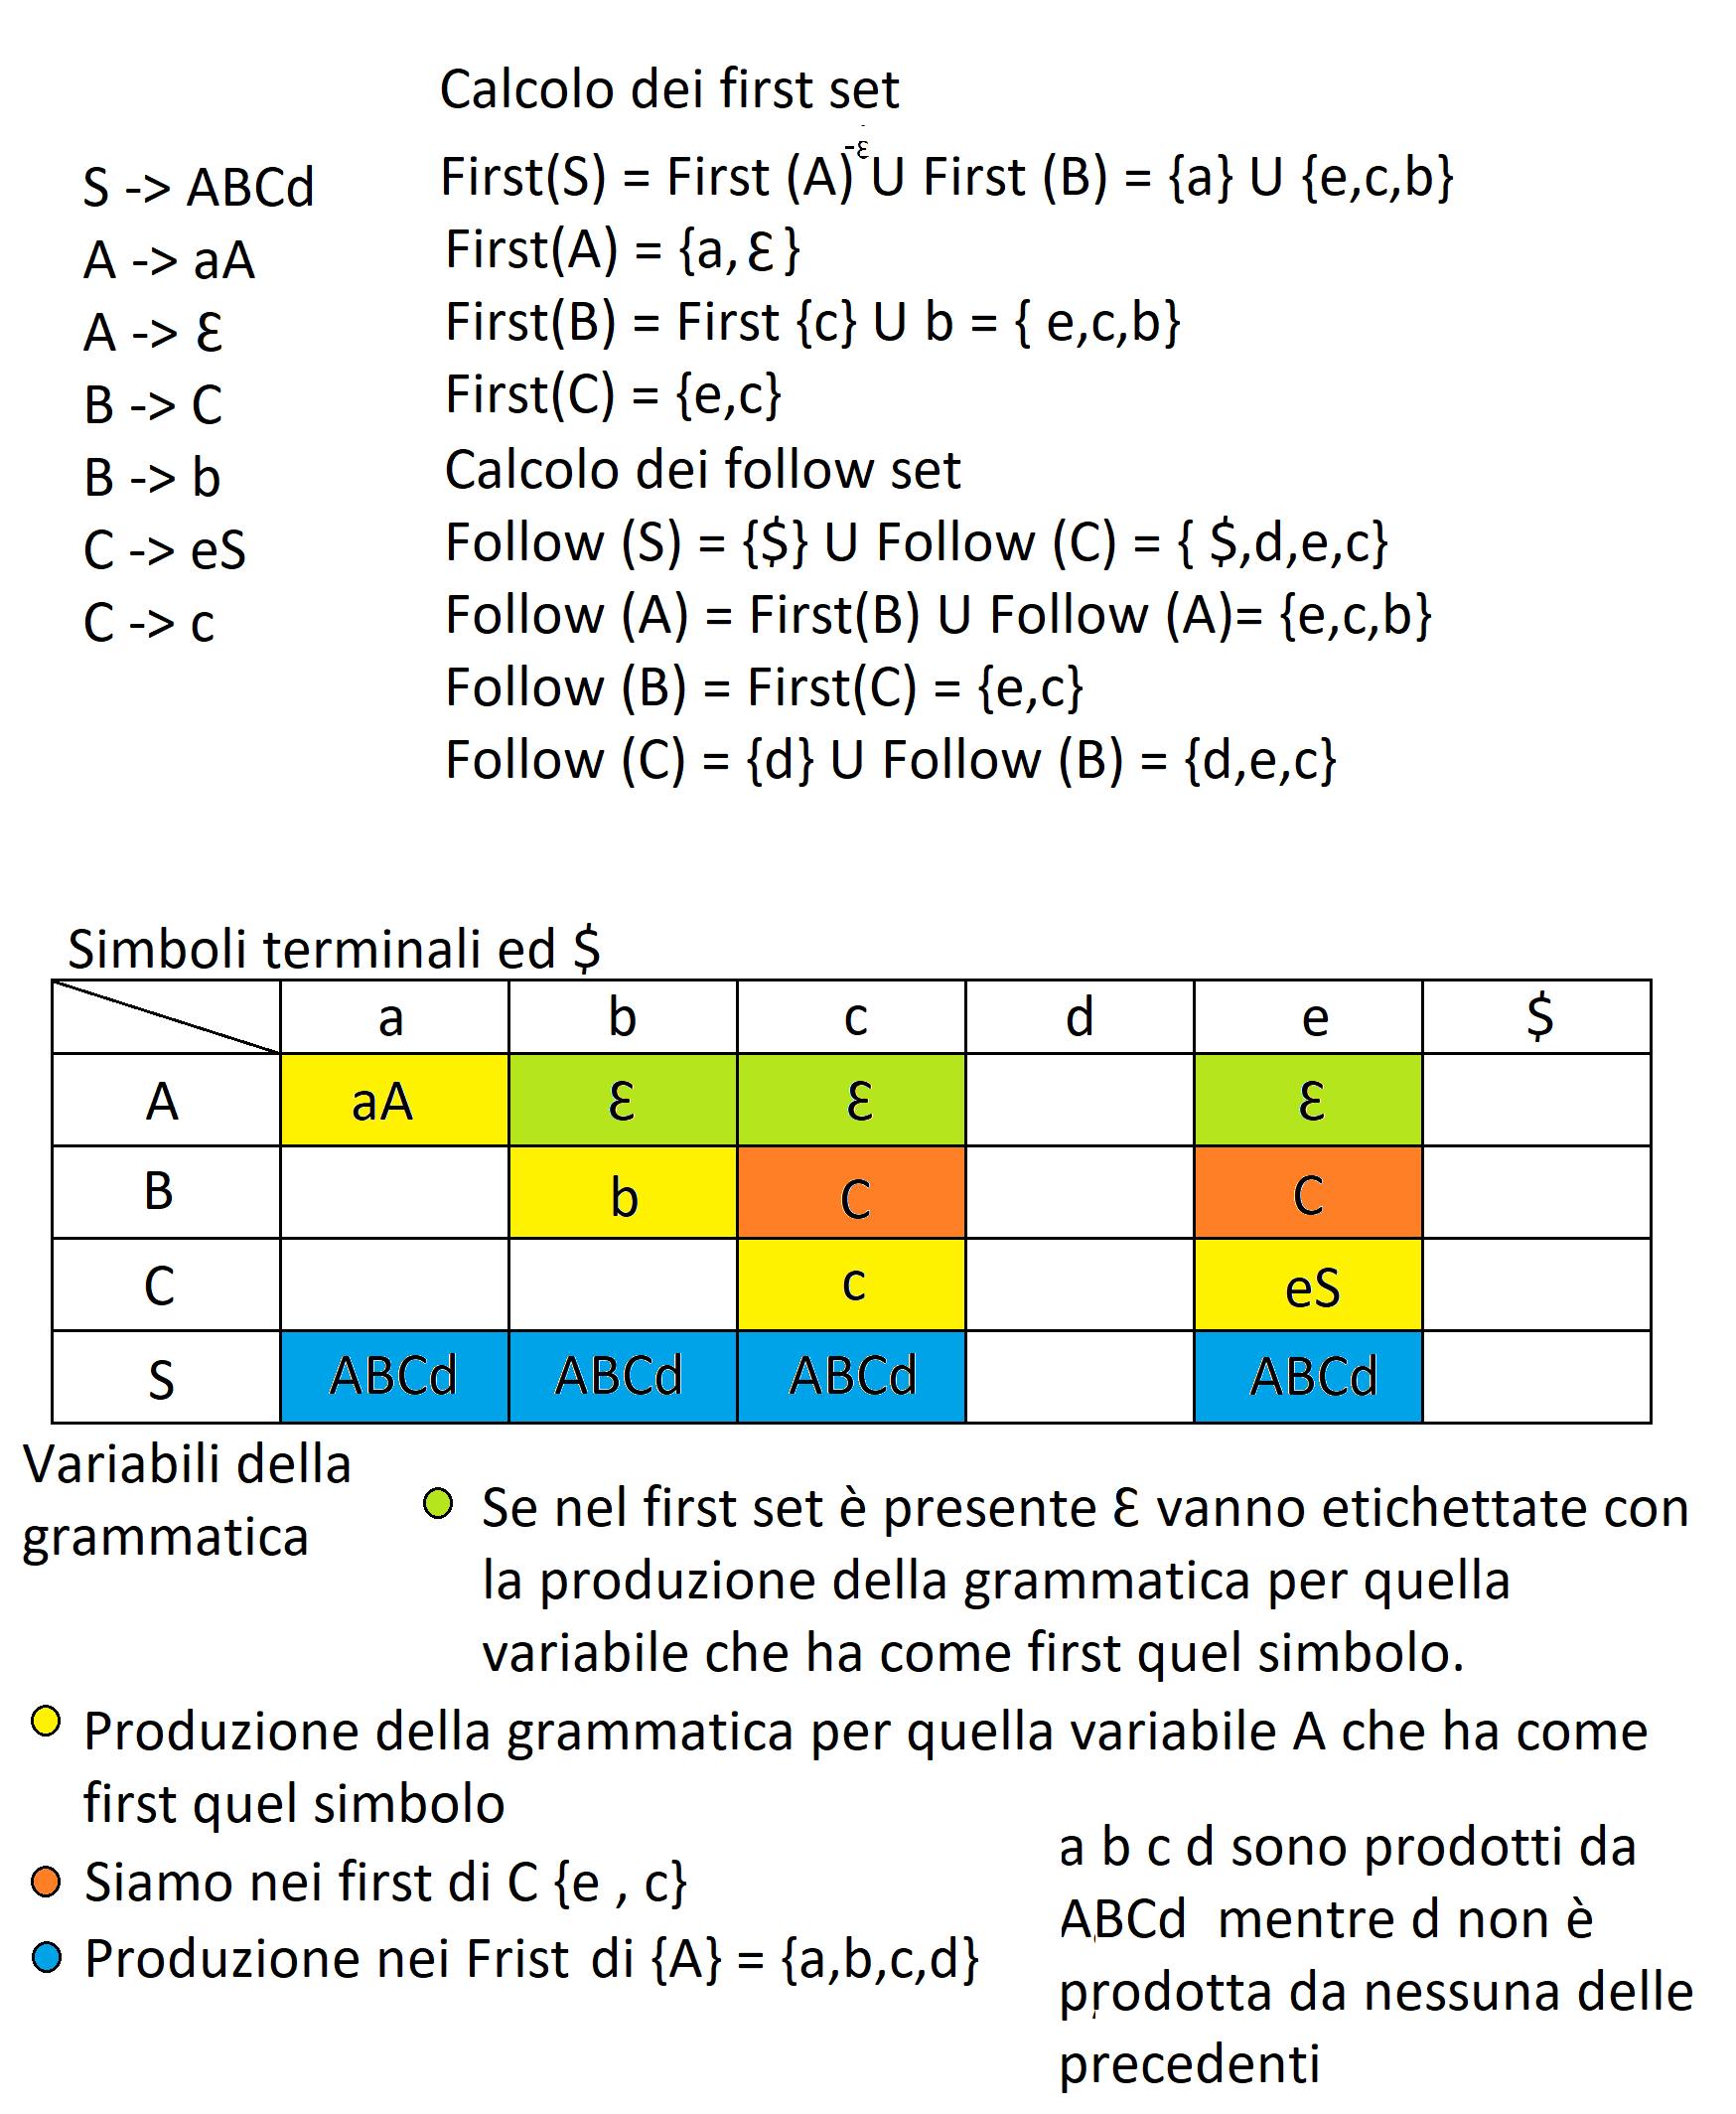 Calcolo dei first set
S -> ABCd
A -> aA
A -> Ɛ
B -> C
B -> b
C -> eS
C -> c
First(S) = First (A)-ε U First (B) = {a} U {e,c,b}
First(A) = {a, Ɛ }
First(B) = First {c} U b = { e,c,b}
First(C) = {e,c}
Calcolo dei follow set
Follow (S) = {$} U Follow (C) = { $,d,e,c}
Follow (A) = First(B) U Follow (A)= {e,c,b}
Follow (B) = First(C) = {e,c}
Follow (C) = {d} U Follow (B) = {d,e,c}
Simboli terminali ed $
a b c d e $
A aA Ɛ Ɛ Ɛ
B b C C
C c eS
S ABCd ABCd ABCd ABCd
Variabili della
grammatica
Se nel first set è presente Ɛ vanno etichettate con
la produzione della grammatica per quella
variabile che ha come first quel simbolo.
Produzione della grammatica per quella variabile A che ha come
first quel simbolo
Siamo nei first di C {e , c}
Produzione nei Frist di {A} = {a,b,c,d}
a b c d sono prodotti da
ABCd mentre d non è
prodotta da nessuna delle
precedenti